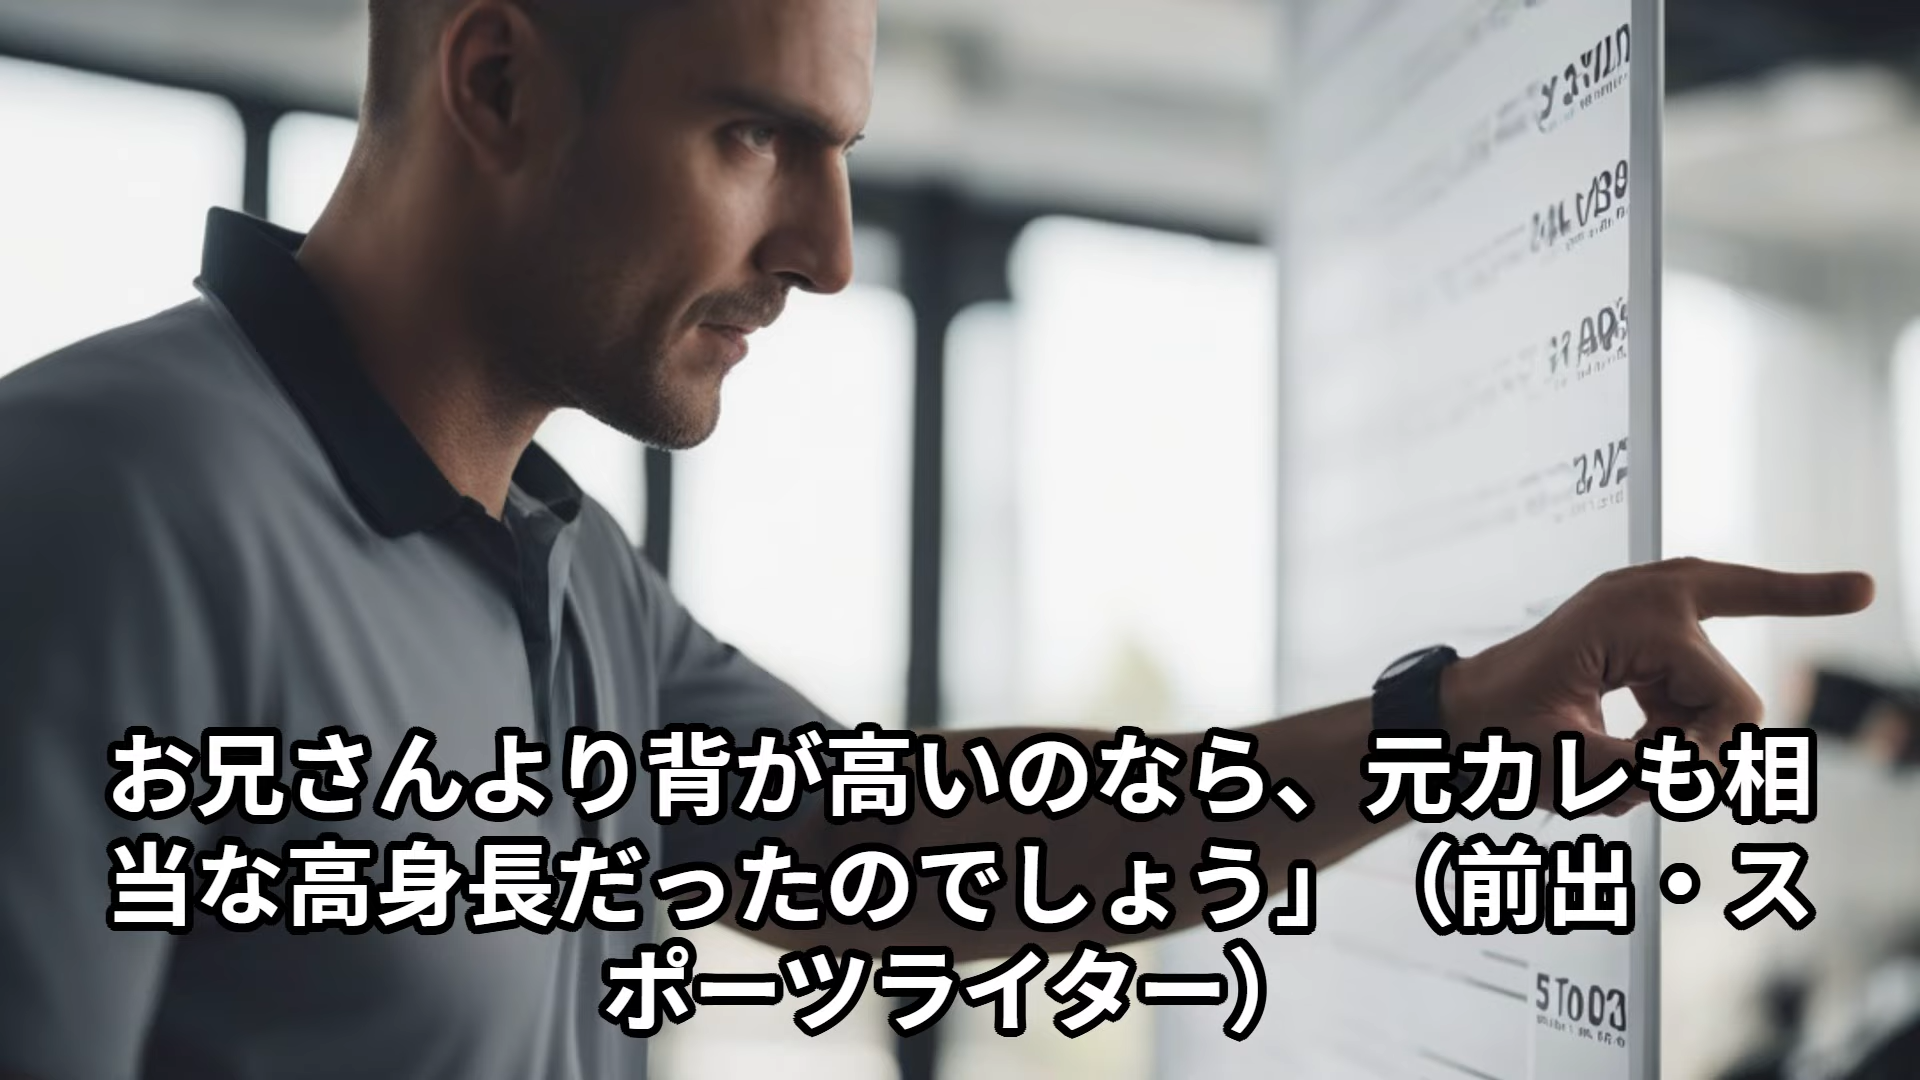 お兄さんより背が高いのなら、元カレも相
当な高身長だったのでしょう」（前出・ス
ポーツライター）
5To03